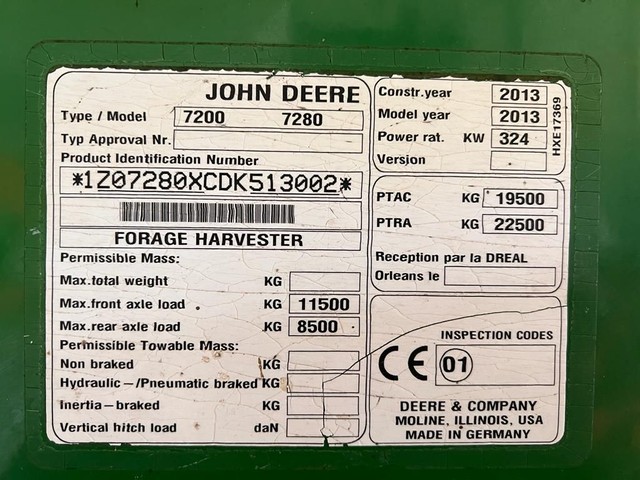 JOHN DEERE
Type / Model 7200 7280
Typ Approval Nr.
Product Identification Number
*1Z07280XCDK513002*
FORAGE HARVESTER
Permissible Mass:
Max.total weight KG
Max.front axle load KG 11500
Max.rear axle load KG 8500
Permissible Towable Mass:
Non braked KG
Hydraulic-/Pneumatic braked KG
Inertia-braked KG
Vertical hitch load daN
Constr.year 2013
Model year 2013
Power rat. KW 324
Version
HXE17369
PTAC KG 19500
PTRA KG 22500
Reception par la DREAL
Orleans le
INSPECTION CODES
CE 01
DEERE & COMPANY
MOLINE, ILLINOIS, USA
MADE IN GERMANY